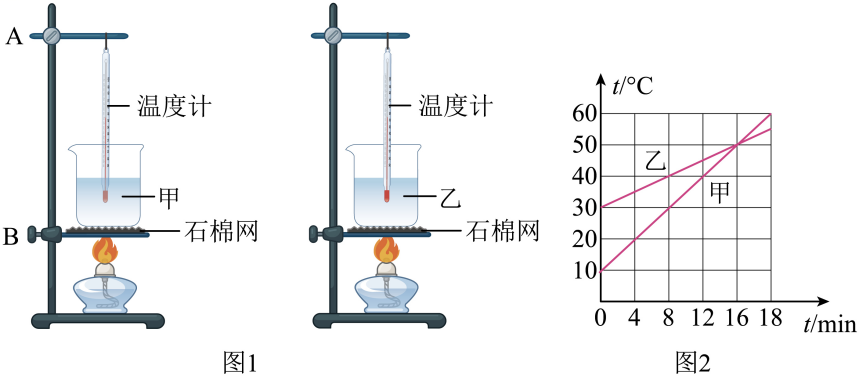 A
温度计
甲
B
石棉网
温度计
乙
石棉网
图1
t/°C
60
50
40
30
20
10
乙
甲
0 4 8 12 16 18
t/min
图2